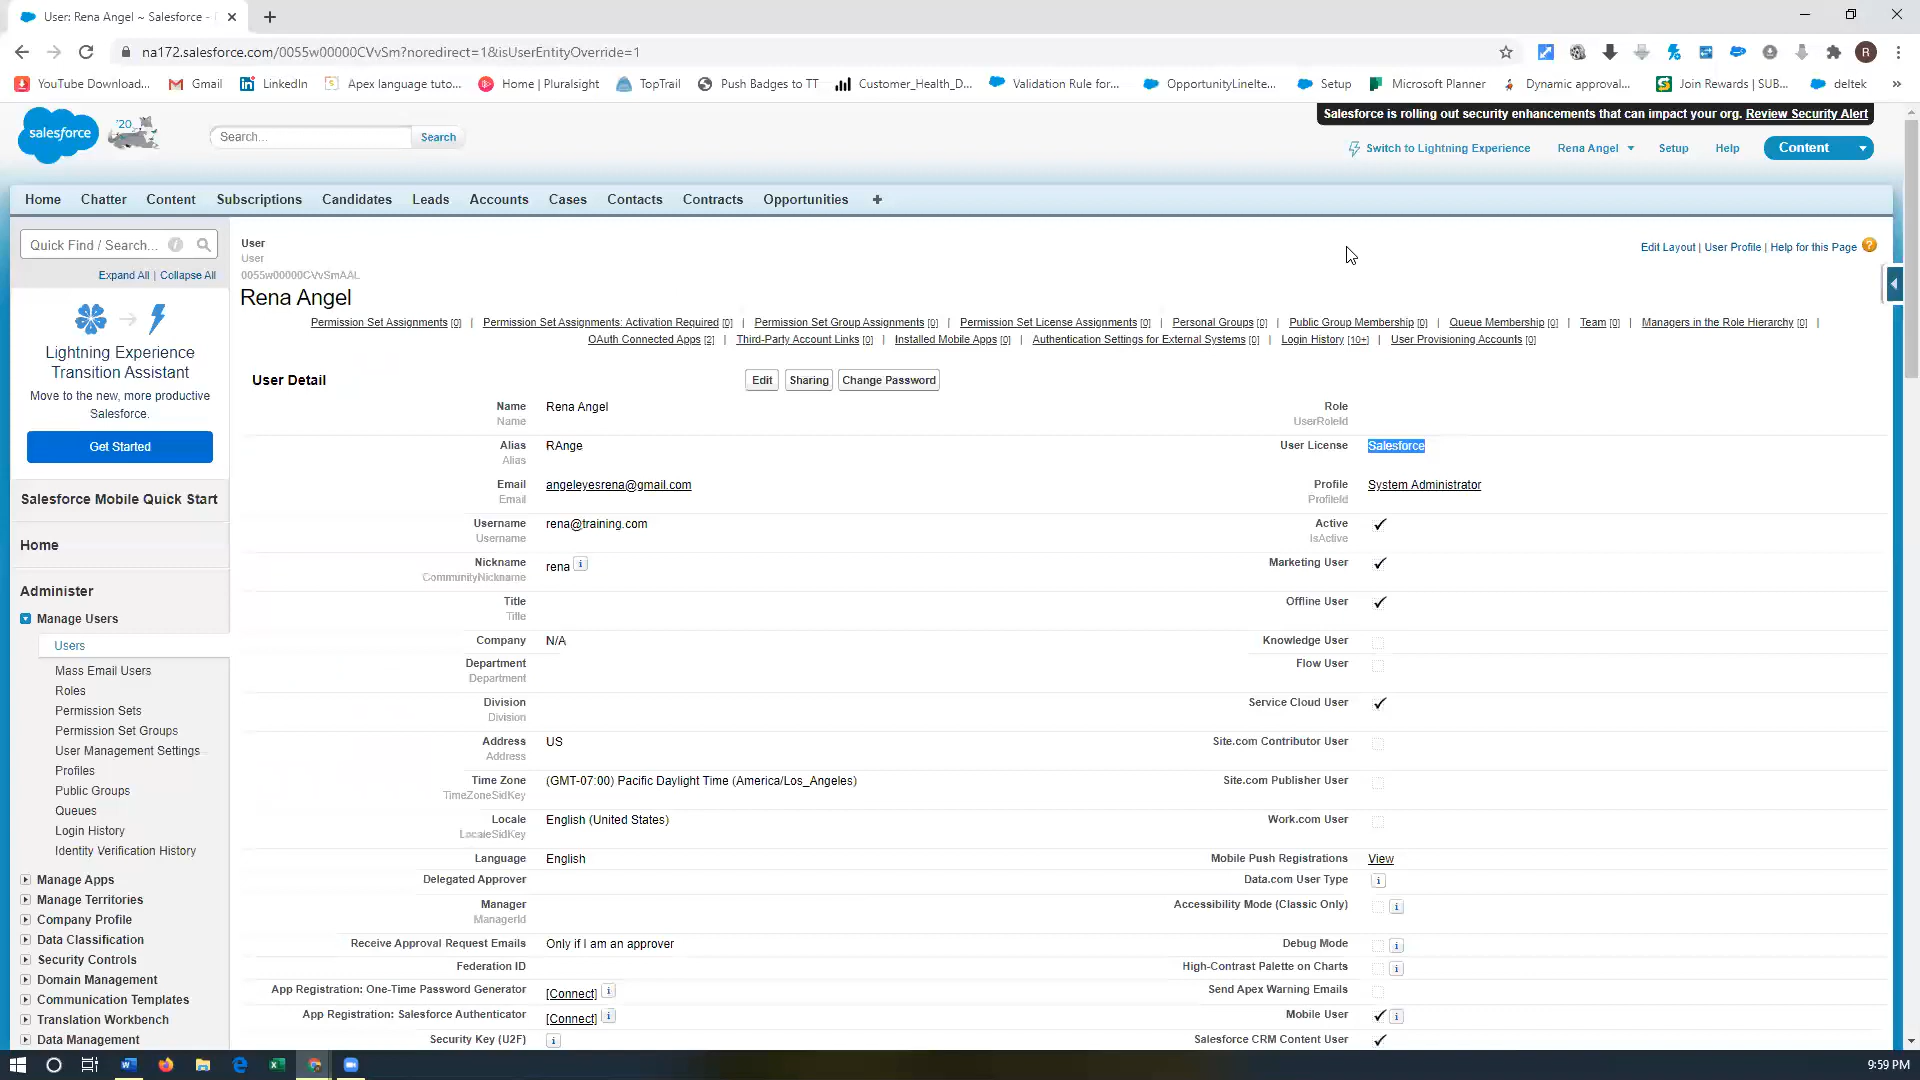 User: Rena Angel ~ Salesforce -
na172.salesforce.com/0055w00000CVvSm?noredirect=1&isUserEntityOverride=1
R
YouTube Download...
Gmail
LinkedIn
Apex language tuto...
Home | Pluralsight
TopTrail
Push Badges to TT
Customer_Health_D...
Validation Rule for...
OpportunityLineIte...
Setup
Microsoft Planner
Dynamic approval...
Join Rewards | SUB...
deltek
»
salesforce
'20
Search...
Search
Salesforce is rolling out security enhancements that can impact your org. Review Security Alert
Switch to Lightning Experience
Rena Angel
Setup
Help
Content
Home
Chatter
Content
Subscriptions
Candidates
Leads
Accounts
Cases
Contacts
Contracts
Opportunities
+
Quick Find / Search...
Expand All | Collapse All
Lightning Experience
Transition Assistant
Move to the new, more productive
Salesforce.
Get Started
Salesforce Mobile Quick Start
Home
Administer
Manage Users
Users
Mass Email Users
Roles
Permission Sets
Permission Set Groups
User Management Settings
Profiles
Public Groups
Queues
Login History
Identity Verification History
Manage Apps
Manage Territories
Company Profile
Data Classification
Security Controls
Domain Management
Communication Templates
Translation Workbench
Data Management
User
User
0055w00000CVvSmAAL
Rena Angel
Edit Layout | User Profile | Help for this Page
Permission Set Assignments [0] | Permission Set Assignments: Activation Required [0] | Permission Set Group Assignments [0] | Permission Set License Assignments [0] | Personal Groups [0] | Public Group Membership [0] | Queue Membership [0] | Team [0] | Managers in the Role Hierarchy [0] |
OAuth Connected Apps [2] | Third-Party Account Links [0] | Installed Mobile Apps [0] | Authentication Settings for External Systems [0] | Login History [10+] | User Provisioning Accounts [0]
User Detail
Edit
Sharing
Change Password
Name Rena Angel
Name
Alias RAnge
Alias
Email angeleyesrena@gmail.com
Email
Username rena@training.com
Username
Nickname rena
CommunityNickname
Title
Title
Company N/A
Department
Department
Division
Division
Address US
Address
Time Zone (GMT-07:00) Pacific Daylight Time (America/Los_Angeles)
TimeZoneSidKey
Locale English (United States)
LocaleSidKey
Language English
Delegated Approver
Manager
ManagerId
Receive Approval Request Emails Only if I am an approver
Federation ID
App Registration: One-Time Password Generator [Connect]
App Registration: Salesforce Authenticator [Connect]
Security Key (U2F)
Role
UserRoleId
User License Salesforce
Profile System Administrator
ProfileId
Active
IsActive
Marketing User
Offline User
Knowledge User
Flow User
Service Cloud User
Site.com Contributor User
Site.com Publisher User
Work.com User
Mobile Push Registrations View
Data.com User Type
Accessibility Mode (Classic Only)
Debug Mode
High-Contrast Palette on Charts
Send Apex Warning Emails
Mobile User
Salesforce CRM Content User
9:59 PM